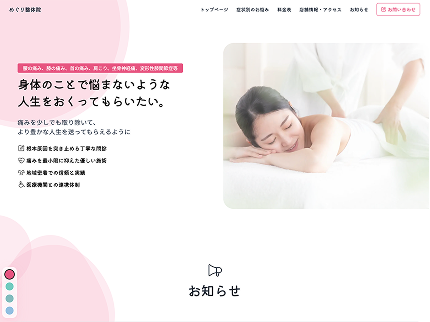 めぐり整体院
トップページ
症状別のお悩み
料金表
店舗情報・アクセス
お知らせ
お問い合わせ
腰の痛み、膝の痛み、首の痛み、肩こり、坐骨神経痛、変形性膝関節症等
身体のことで悩まないような
人生をおくってもらいたい。
痛みを少しでも取り除いて、
より豊かな人生を送ってもらえるように
根本原因を突き止める丁寧な問診
痛みを最小限に抑えた優しい施術
地域密着での信頼と実績
医療機関との連携体制
お知らせ